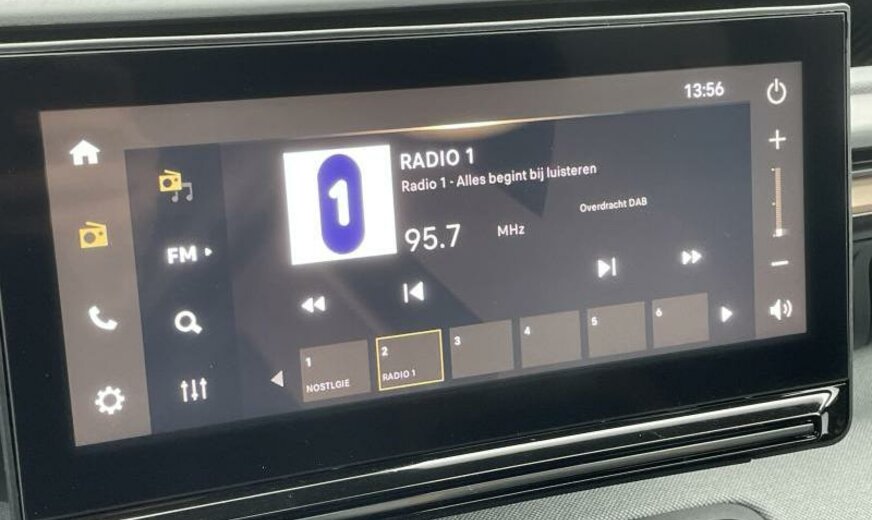 13:56
1
RADIO 1
Radio 1 - Alles begint bij luisteren
Overdracht DAB
95.7 MHz
FM
1
NOSTLGIE
2
RADIO 1
3
4
5
6